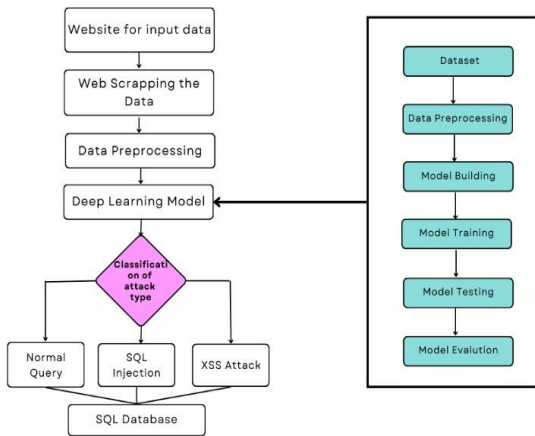 Website for input data
Web Scrapping the
Data
Data Preprocessing
Deep Learning Model
Classificati
on of
attack
type
Normal
Query
SQL
Injection
XSS Attack
SQL Database
Dataset
Data Preprocessing
Model Building
Model Training
Model Testing
Model Evalution